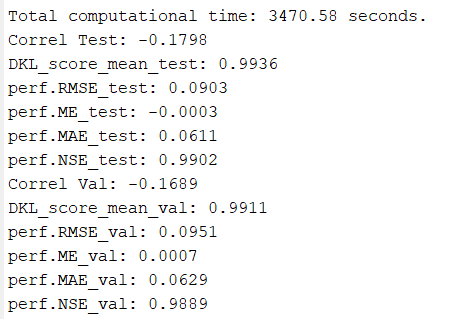 Total computational time: 3470.58 seconds.
Correl Test: -0.1798
DKL_score_mean_test: 0.9936
perf.RMSE_test: 0.0903
perf.ME_test: -0.0003
perf.MAE_test: 0.0611
perf.NSE_test: 0.9902
Correl Val: -0.1689
DKL_score_mean_val: 0.9911
perf.RMSE_val: 0.0951
perf.ME_val: 0.0007
perf.MAE_val: 0.0629
perf.NSE_val: 0.9889